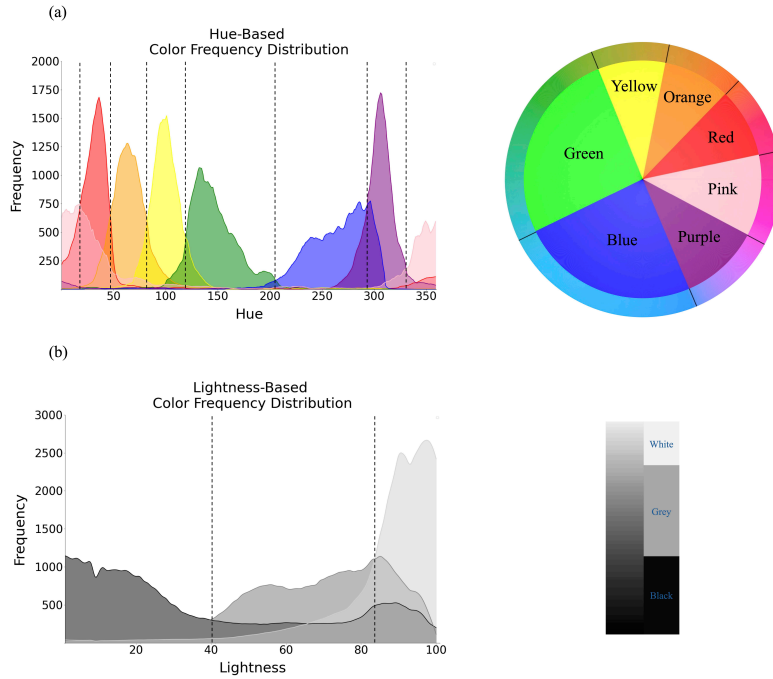 (a)
Hue-Based
Color Frequency Distribution
2000
1750
1500
1250
1000
750
500
250
Frequency
50
100
150
200
250
300
350
Hue
Yellow
Orange
Red
Pink
Purple
Blue
Green
(b)
Lightness-Based
Color Frequency Distribution
3000
2500
2000
1500
1000
500
Frequency
20
40
60
80
100
Lightness
White
Grey
Black